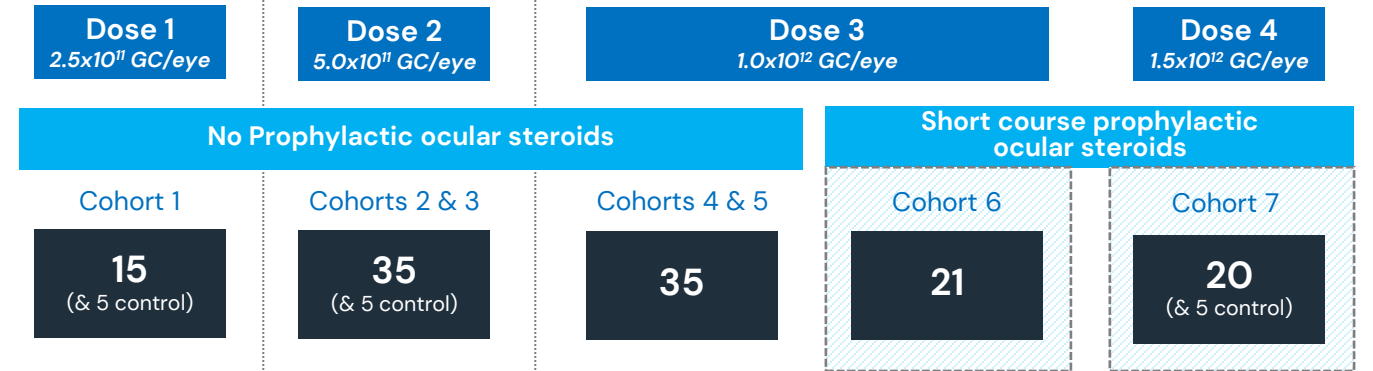 Dose 1
2.5x10¹¹ GC/eye
Dose 2
5.0x10¹¹ GC/eye
Dose 3
1.0x10¹² GC/eye
Dose 4
1.5x10¹² GC/eye
No Prophylactic ocular steroids
Short course prophylactic
ocular steroids
Cohort 1
Cohorts 2 & 3
Cohorts 4 & 5
Cohort 6
Cohort 7
15
(& 5 control)
35
(& 5 control)
35
21
20
(& 5 control)